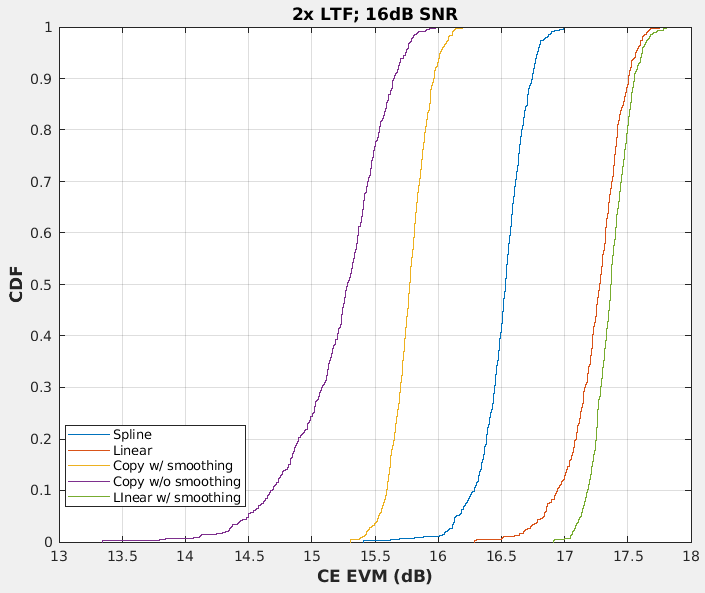 2x LTF; 16dB SNR
1
0.9
0.8
0.7
0.6
0.5
0.4
0.3
0.2
0.1
0
CDF
Spline
Linear
Copy w/ smoothing
Copy w/o smoothing
LInear w/ smoothing
13
13.5
14
14.5
15
15.5
16
16.5
17
17.5
18
CE EVM (dB)